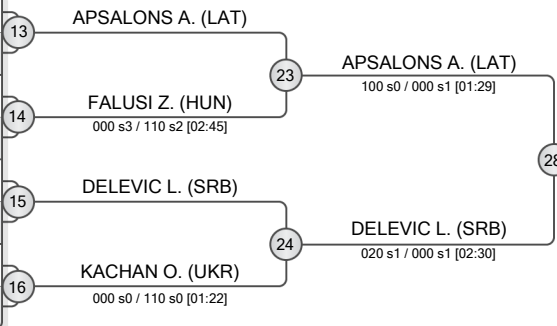 13
APSALONS A. (LAT)
23
APSALONS A. (LAT)
100 s0 / 000 s1 [01:29]
14
FALUSI Z. (HUN)
000 s3 / 110 s2 [02:45]
28
15
DELEVIC L. (SRB)
24
DELEVIC L. (SRB)
020 s1 / 000 s1 [02:30]
16
KACHAN O. (UKR)
000 s0 / 110 s0 [01:22]